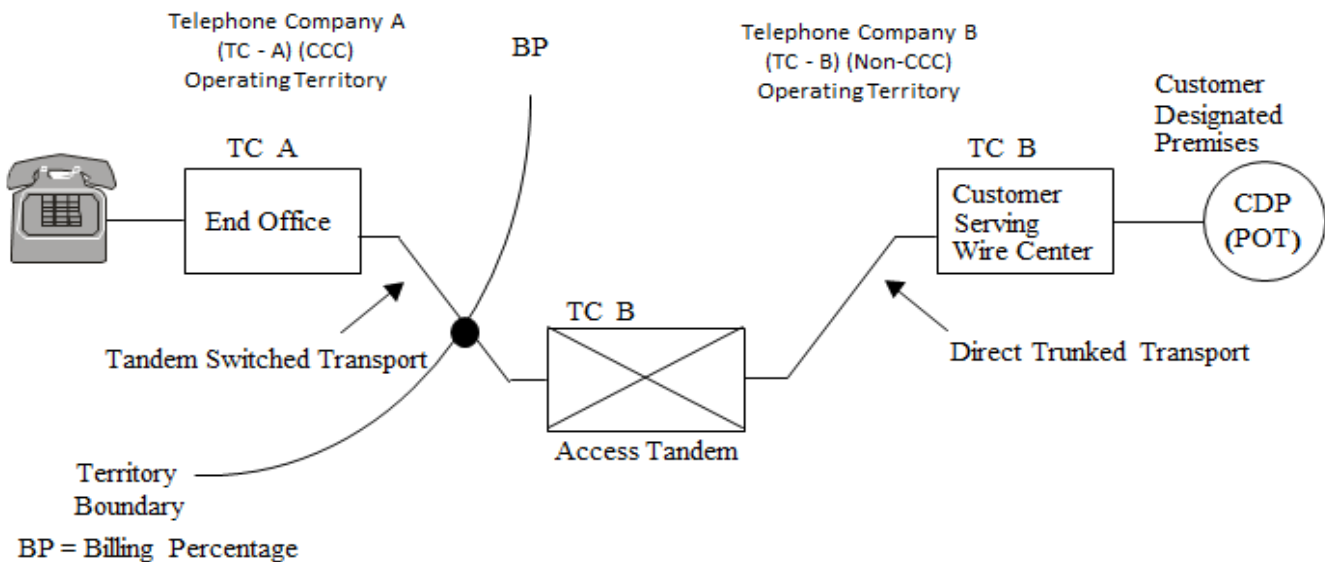 Telephone Company A
(TC - A) (CCC)
Operating Territory
BP
Telephone Company B
(TC - B) (Non-CCC)
Operating Territory
Customer
Designated
Premises
TC A
End Office
TC B
Customer
Serving
Wire Center
CDP
(POT)
Tandem Switched Transport
TC B
Access Tandem
Direct Trunked Transport
Territory
Boundary
BP = Billing Percentage